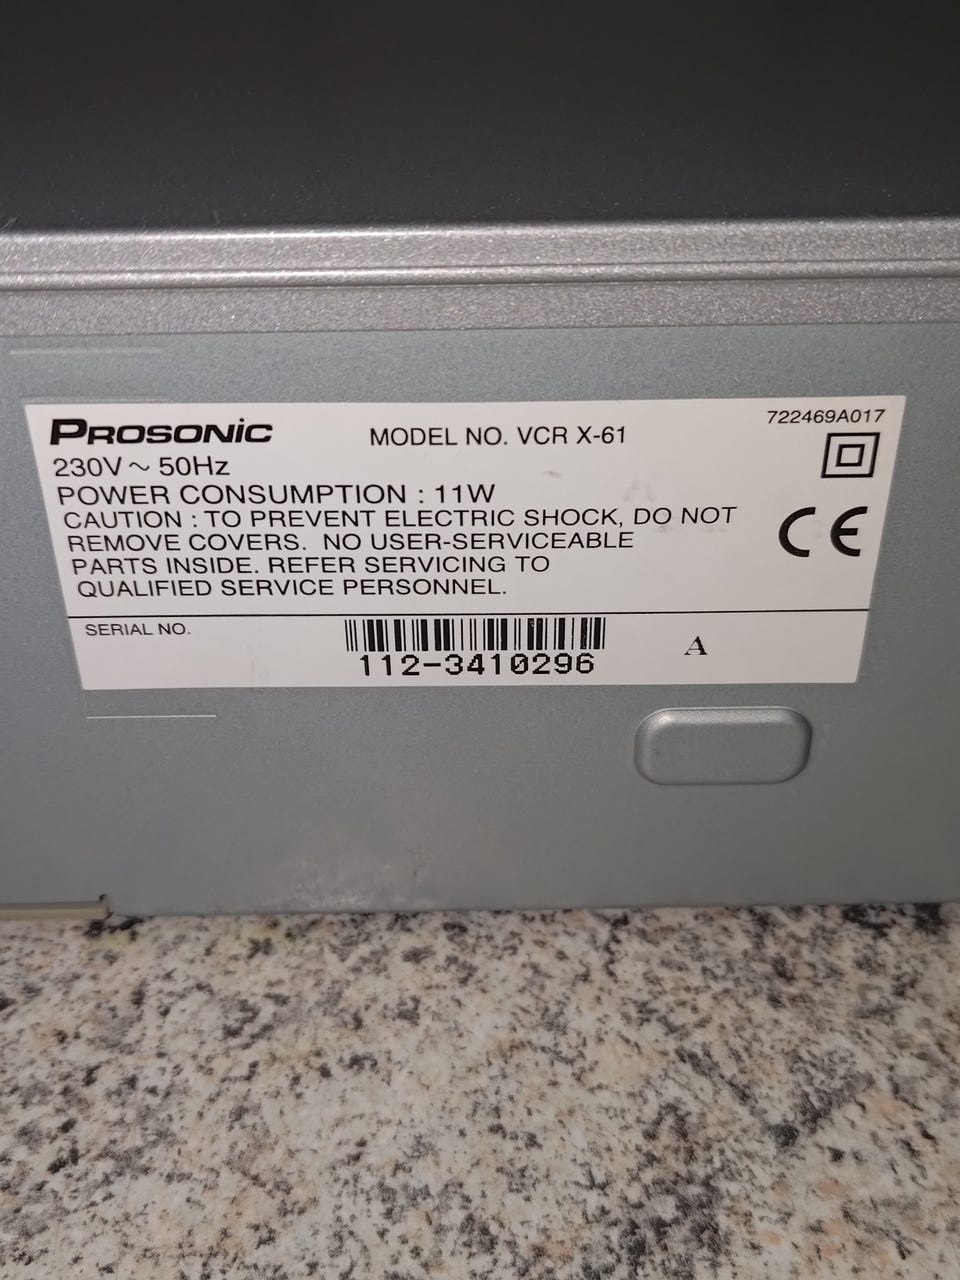 PROSONIC
MODEL NO. VCR X-61
722469A017
230V ~ 50Hz
POWER CONSUMPTION : 11W
CAUTION : TO PREVENT ELECTRIC SHOCK, DO NOT
REMOVE COVERS. NO USER-SERVICEABLE
PARTS INSIDE. REFER SERVICING TO
QUALIFIED SERVICE PERSONNEL.
CE
SERIAL NO.
112-3410296
A